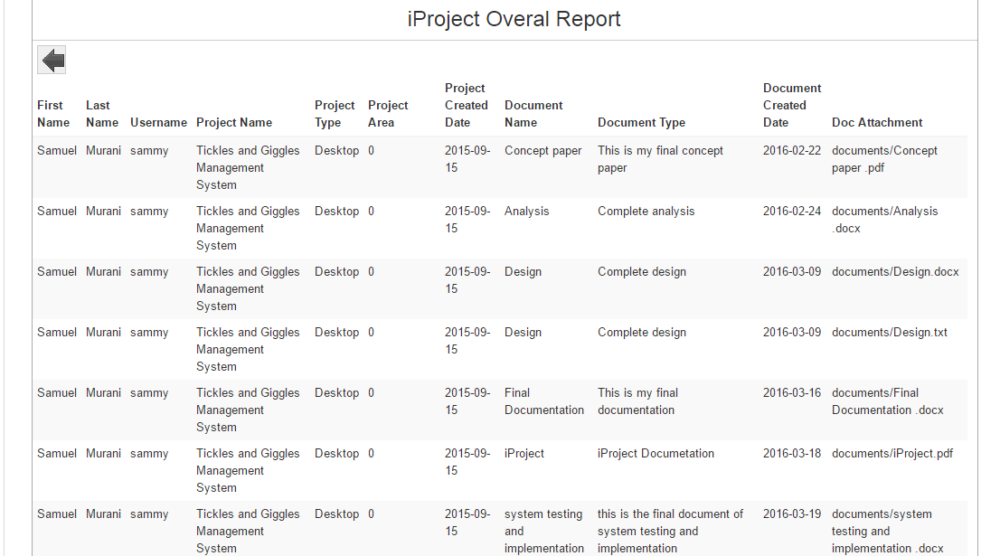 iProject Overal Report
First Name Last Name Username Project Name Project Type Project Area Project Created Date Document Name Document Type Document Created Date Doc Attachment
Samuel Murani sammy Tickles and Giggles Management System Desktop 0 2015-09-15 Concept paper This is my final concept paper 2016-02-22 documents/Concept paper .pdf
Samuel Murani sammy Tickles and Giggles Management System Desktop 0 2015-09-15 Analysis Complete analysis 2016-02-24 documents/Analysis .docx
Samuel Murani sammy Tickles and Giggles Management System Desktop 0 2015-09-15 Design Complete design 2016-03-09 documents/Design.docx
Samuel Murani sammy Tickles and Giggles Management System Desktop 0 2015-09-15 Design Complete design 2016-03-09 documents/Design.txt
Samuel Murani sammy Tickles and Giggles Management System Desktop 0 2015-09-15 Final Documentation This is my final documentation 2016-03-16 documents/Final Documentation .docx
Samuel Murani sammy Tickles and Giggles Management System Desktop 0 2015-09-15 iProject iProject Documetation 2016-03-18 documents/iProject.pdf
Samuel Murani sammy Tickles and Giggles Management System Desktop 0 2015-09-15 system testing and implementation this is the final document of system testing and implementation 2016-03-19 documents/system testing and implementation .docx